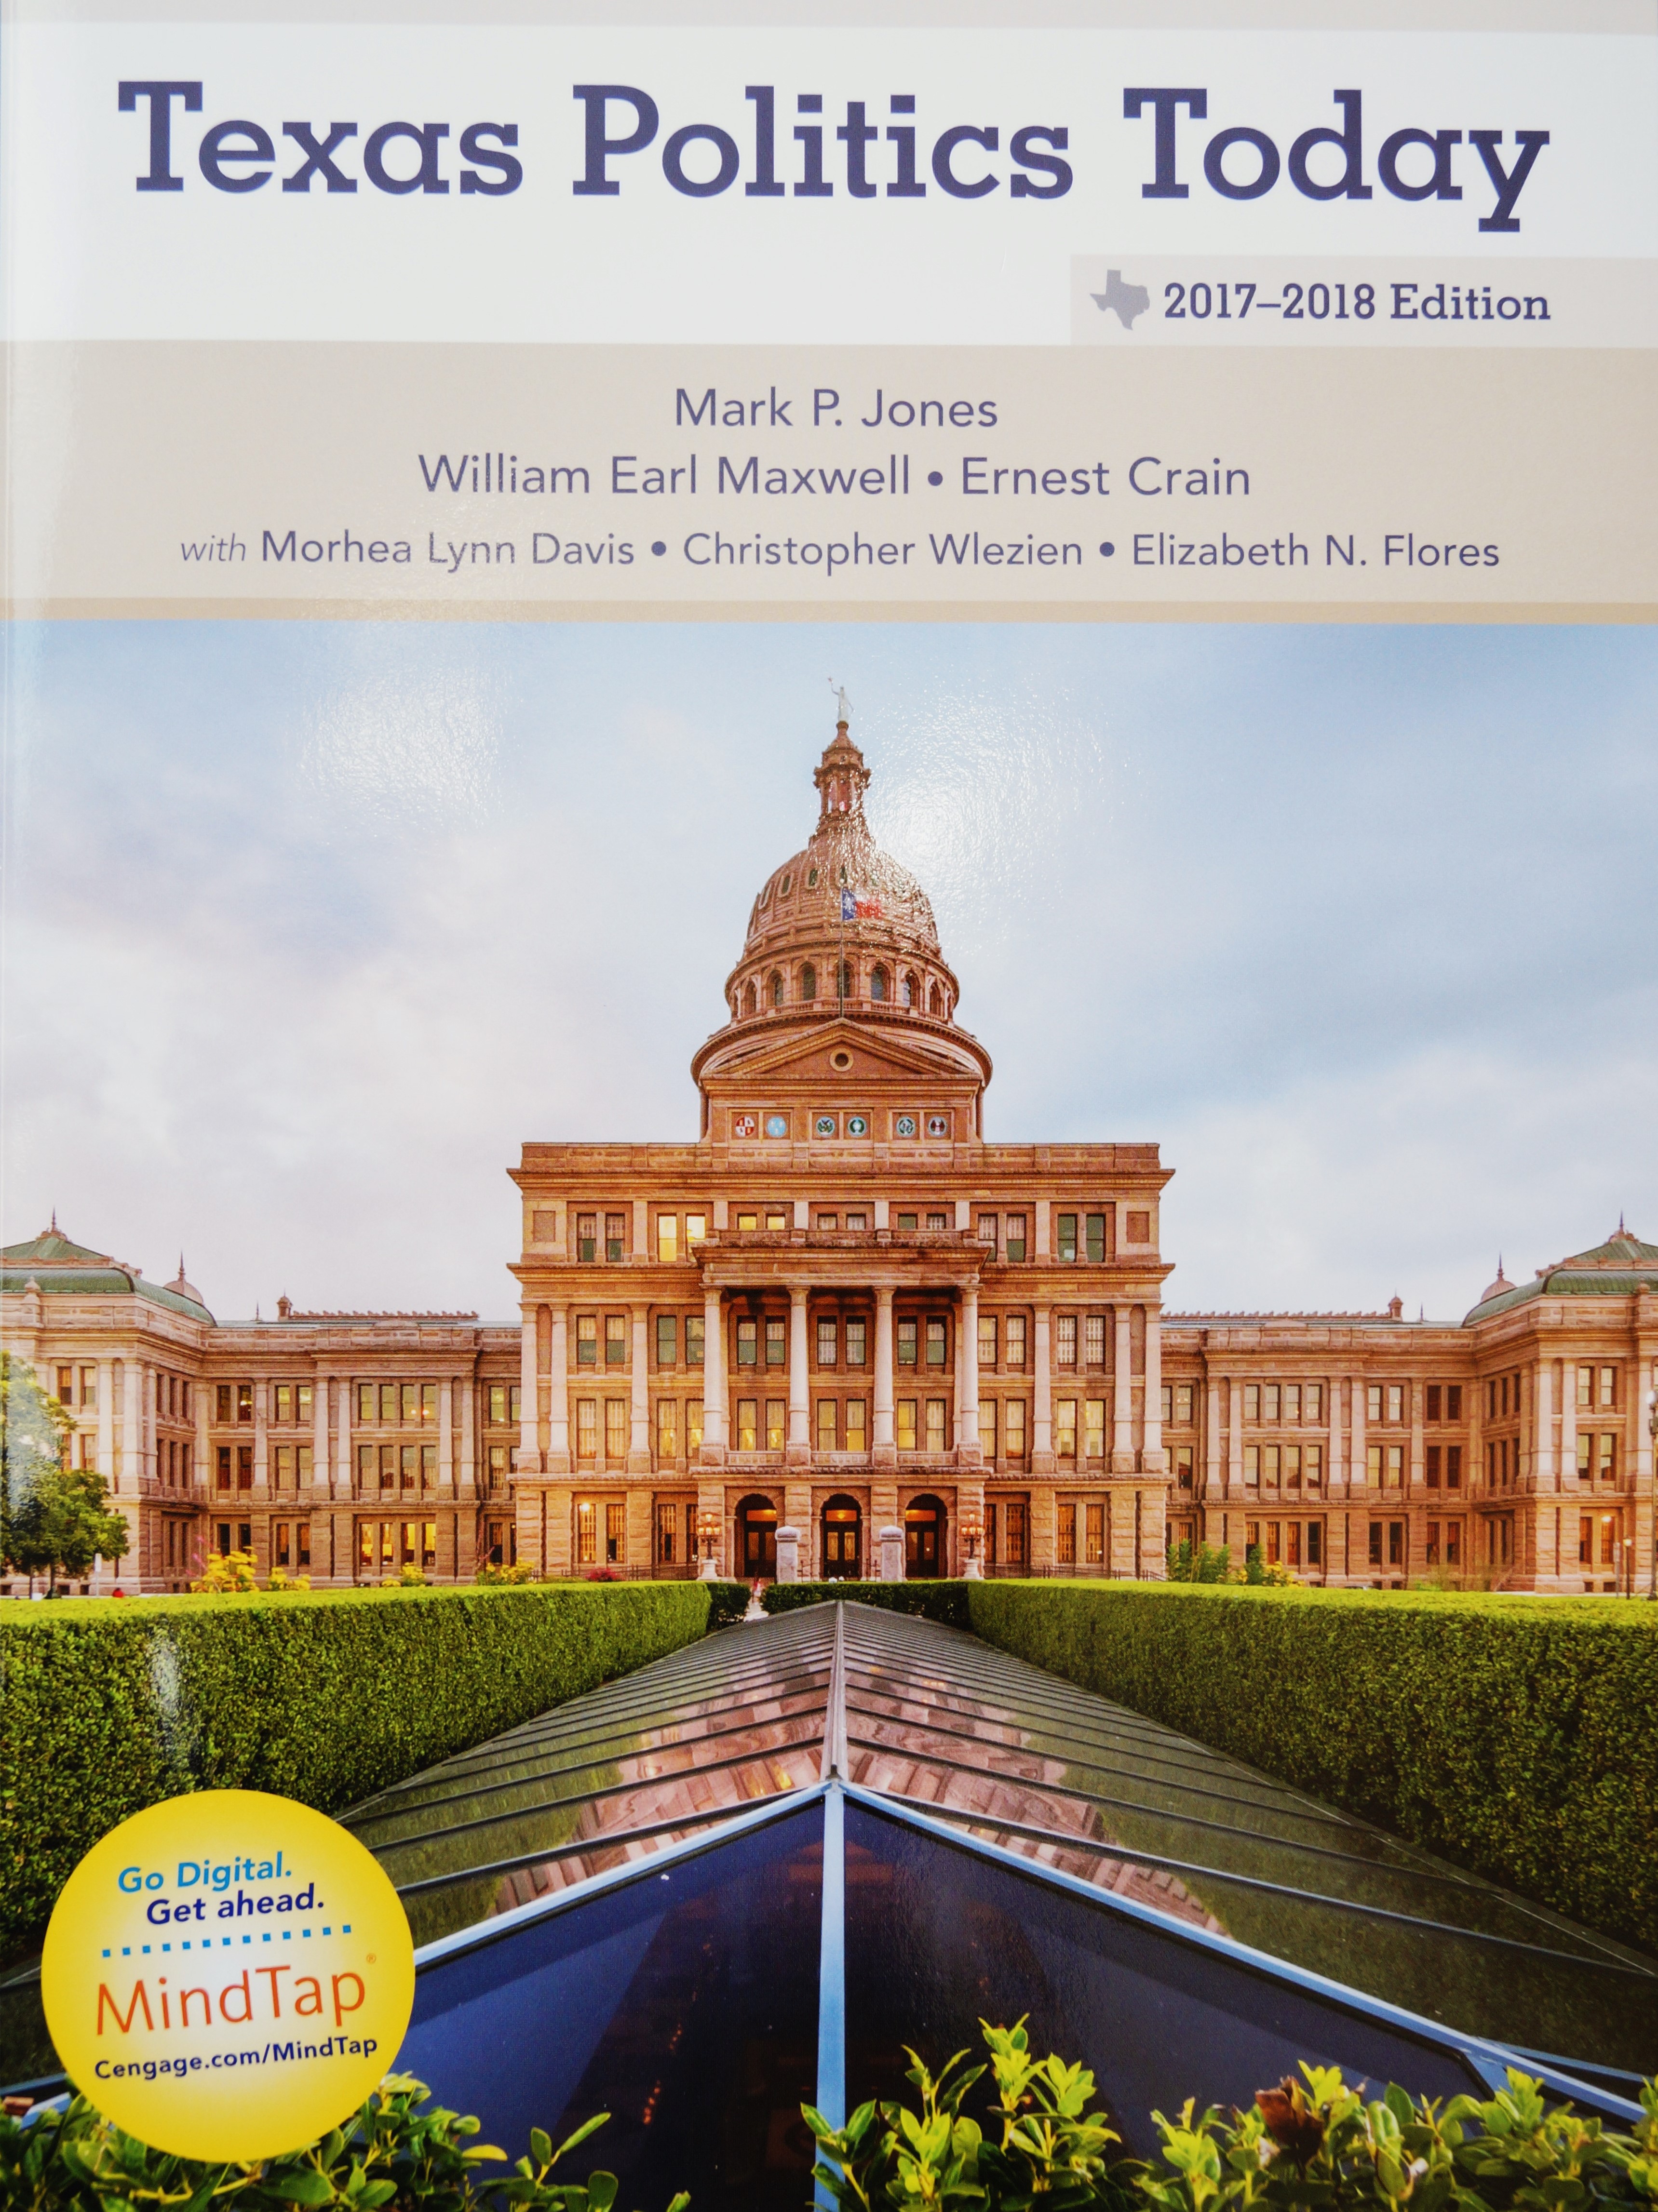 Texas Politics Today
2017–2018 Edition
Mark P. Jones
William Earl Maxwell • Ernest Crain
with Morhea Lynn Davis • Christopher Wlezien • Elizabeth N. Flores
Go Digital.
Get ahead.
MindTap®
Cengage.com/MindTap